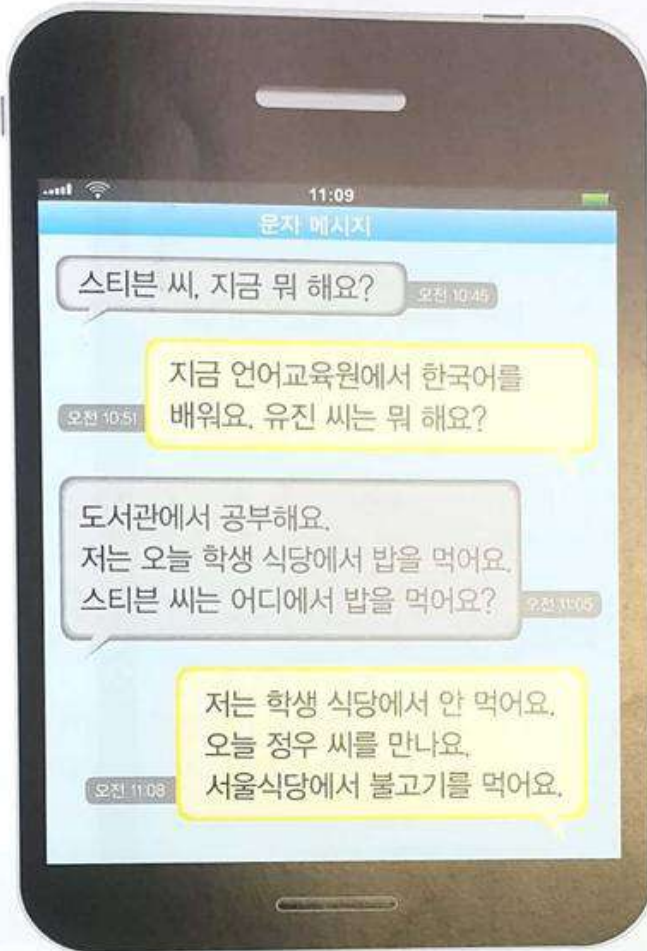 11:09
문자 메시지
스티븐 씨, 지금 뭐 해요?
오전 10:45
지금 언어교육원에서 한국어를
배워요. 유진 씨는 뭐 해요?
오전 10:51
도서관에서 공부해요.
저는 오늘 학생 식당에서 밥을 먹어요.
스티븐 씨는 어디에서 밥을 먹어요?
오전 11:05
저는 학생 식당에서 안 먹어요.
오늘 정우 씨를 만나요.
서울식당에서 불고기를 먹어요.
오전 11:08